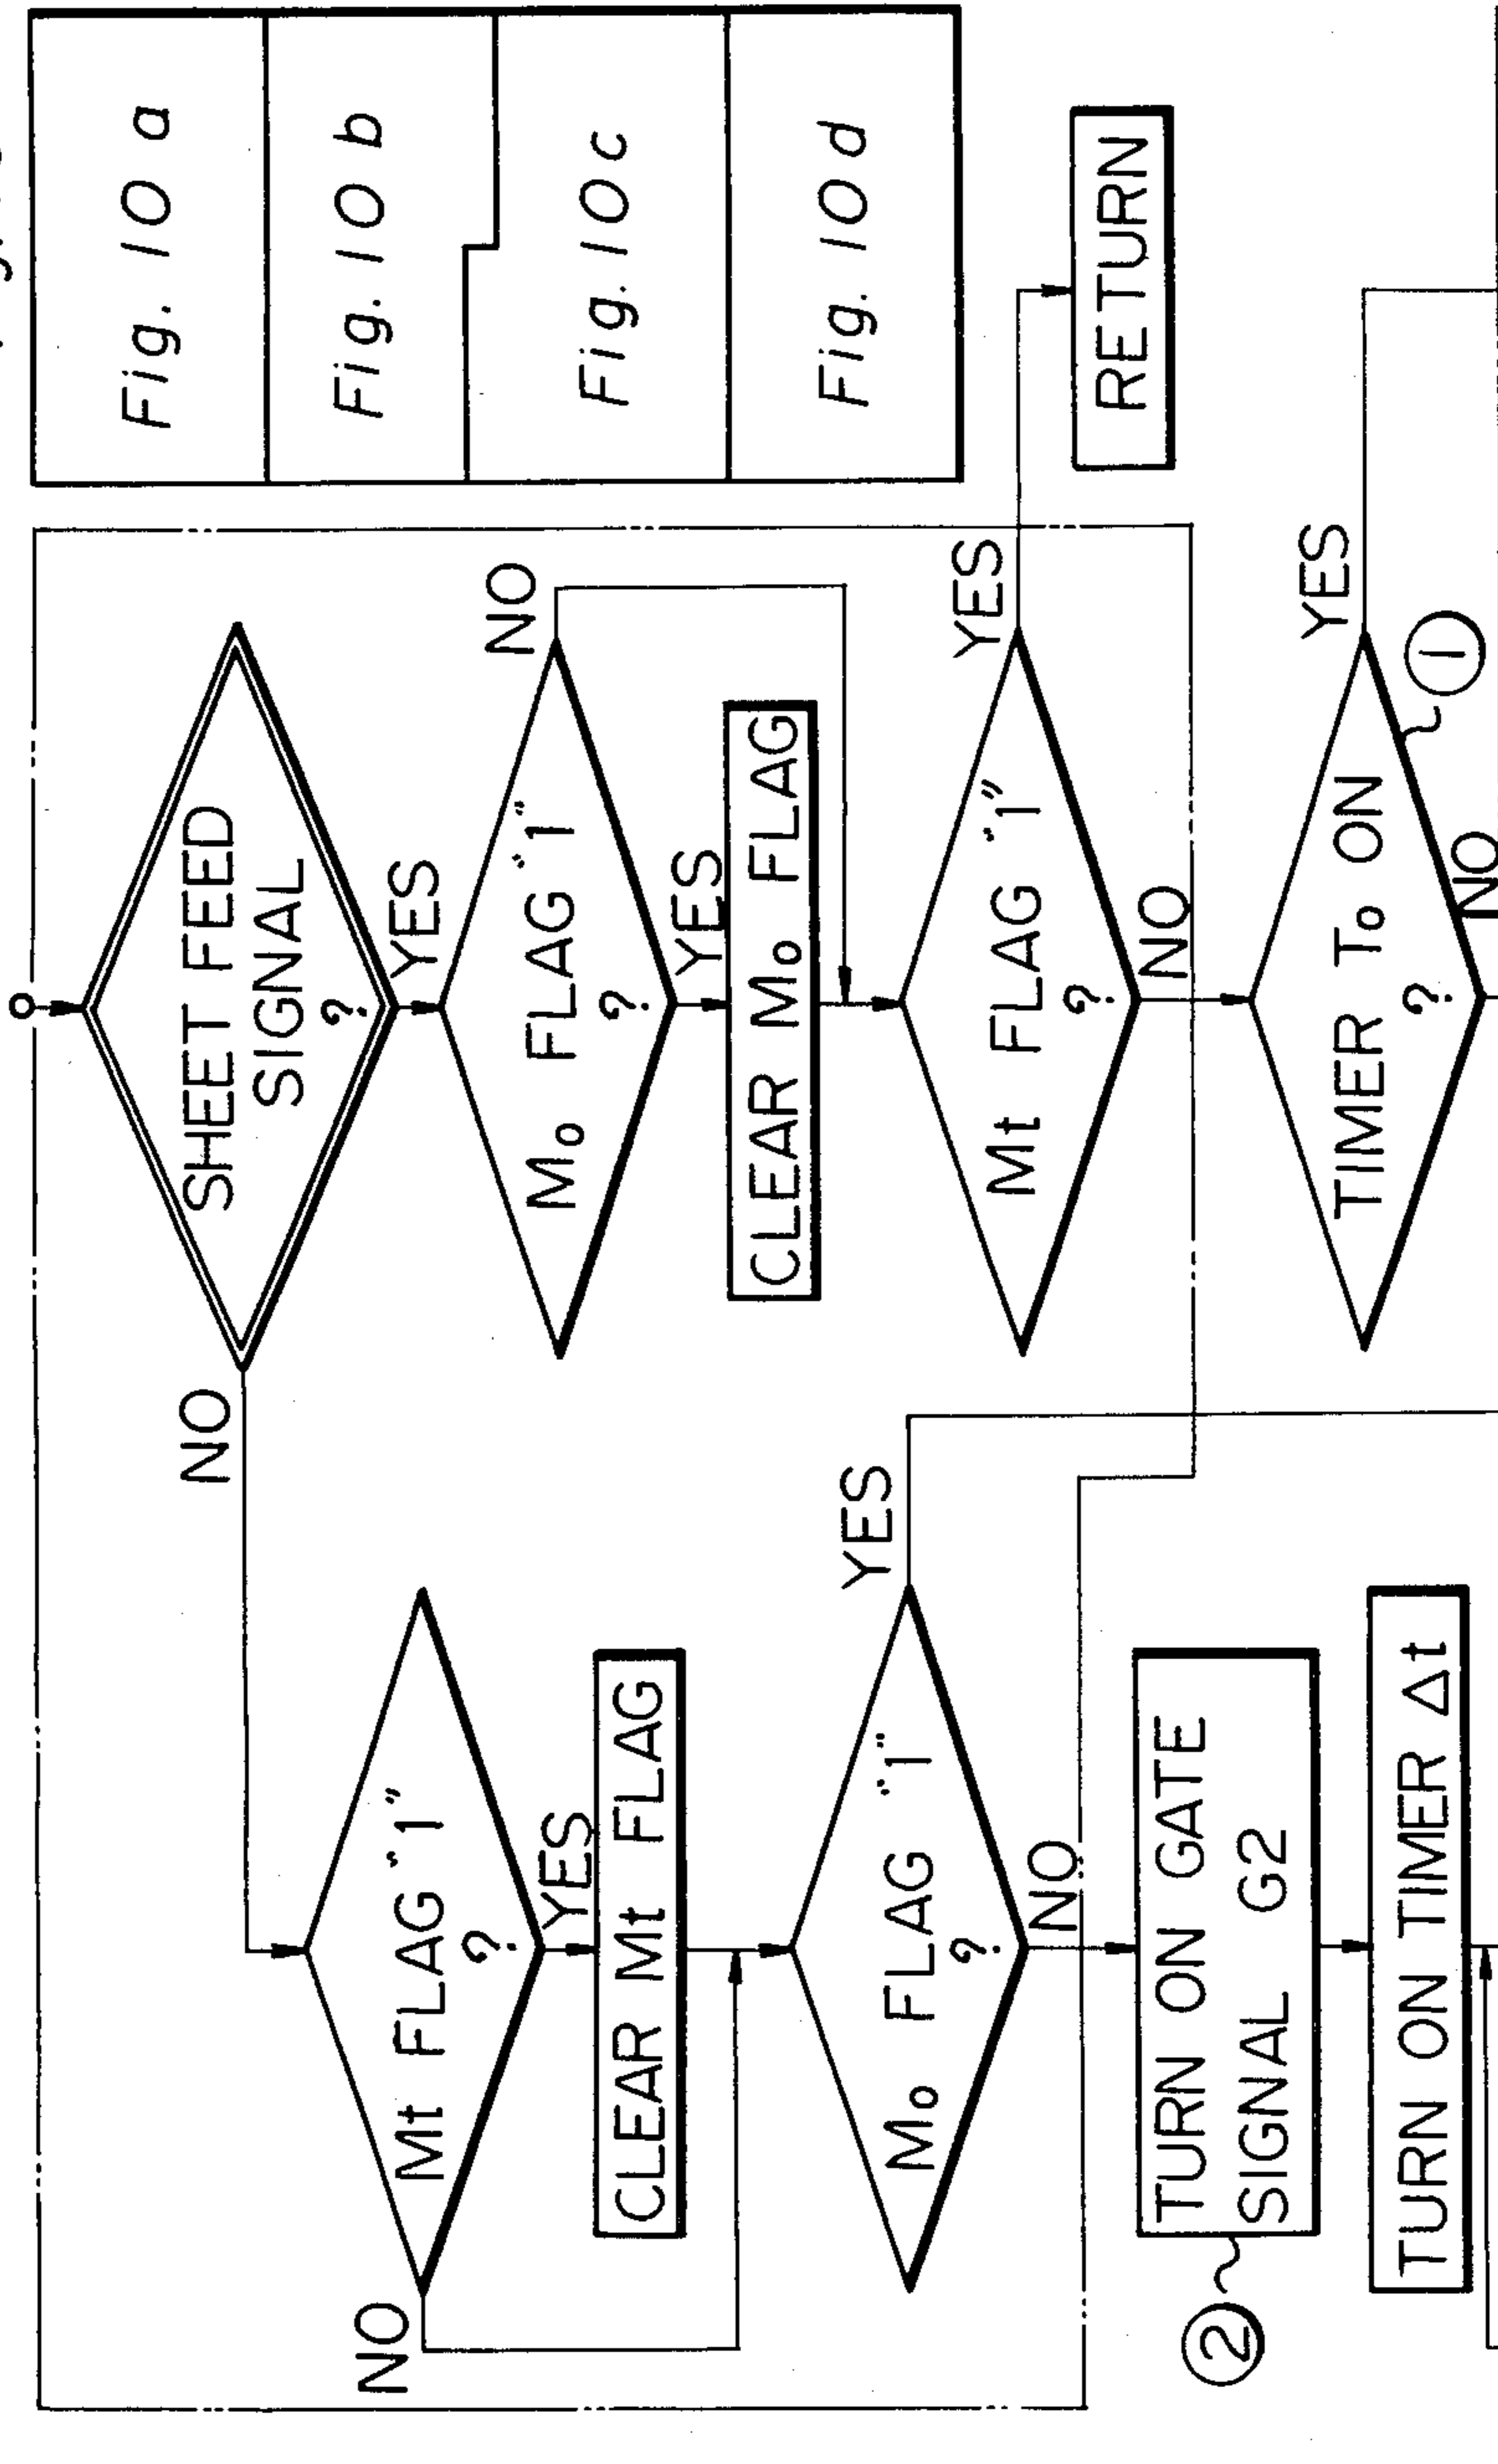 Fig. 10 a
Fig. 10 b
Fig. 10 c
Fig. 10 d
SHEET FEED
SIGNAL
?
NO
YES
Mo FLAG "1"
?
NO
YES
CLEAR Mo FLAG
Mt FLAG "1"
?
YES
NO
RETURN
TIMER To ON
?
YES
NO
1
Mt FLAG "1"
?
NO
YES
CLEAR Mt FLAG
Mo FLAG "1"
?
YES
NO
TURN ON GATE
SIGNAL G2
2
TURN ON TIMER Δt